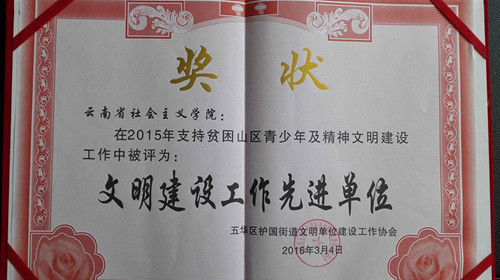 奖状
云南省社会主义学院：
在2015年支持贫困山区青少年及精神文明建设
工作中被评为：
文明建设工作先进单位
五华区护国街道文明单位建设工作协会
2016年3月4日